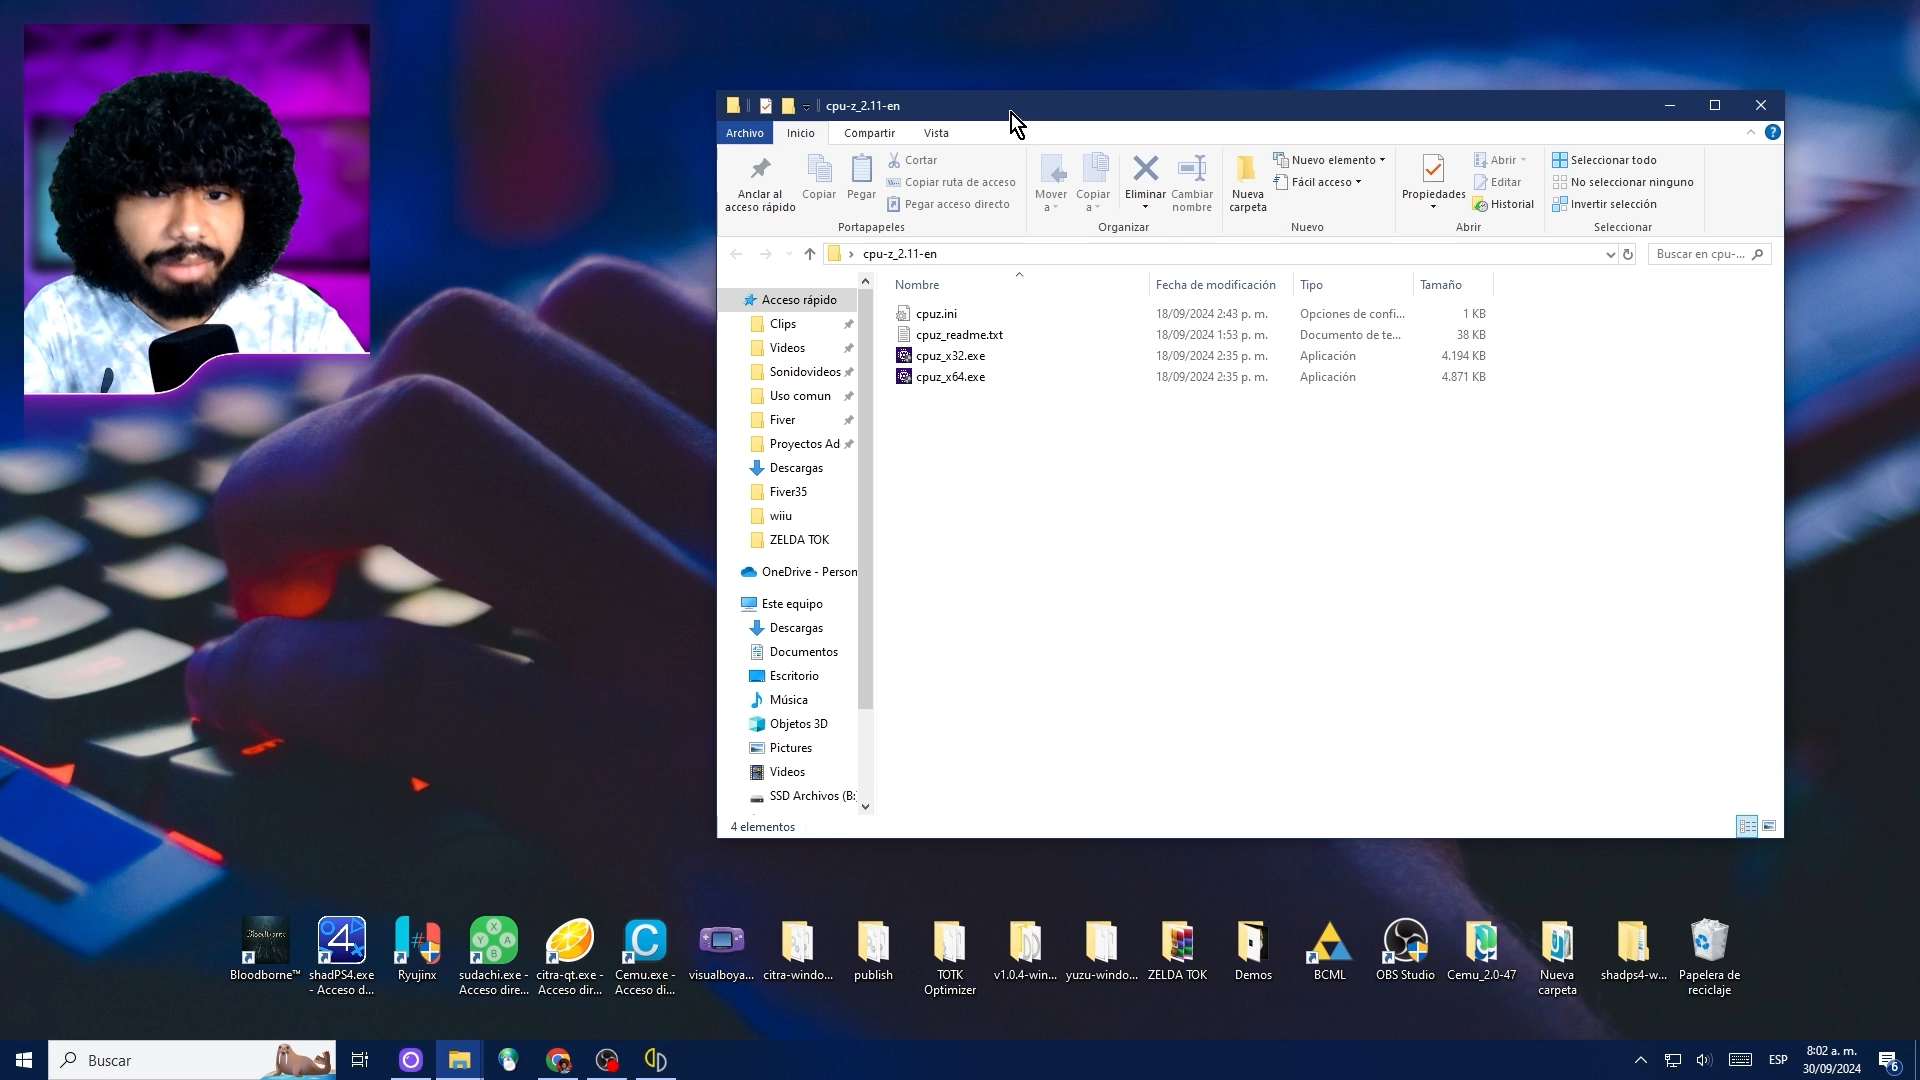 cpu-z_2.11-en
Archivo
Inicio
Compartir
Vista
Anclar al
acceso rápido
Copiar
Pegar
Cortar
Copiar ruta de acceso
Pegar acceso directo
Portapapeles
Mover
a
Copiar
a
Eliminar
Cambiar
nombre
Organizar
Nueva
carpeta
Nuevo elemento
Fácil acceso
Nuevo
Propiedades
Abrir
Editar
Historial
Abrir
Seleccionar todo
No seleccionar ninguno
Invertir selección
Seleccionar
cpu-z_2.11-en
Buscar en cpu-...
Acceso rápido
Clips
Videos
Sonidovideos
Uso comun
Fiver
Proyectos Ad
Descargas
Fiver35
wiiu
ZELDA TOK
OneDrive - Person
Este equipo
Descargas
Documentos
Escritorio
Música
Objetos 3D
Pictures
Videos
SSD Archivos (B:
Nombre Fecha de modificación Tipo Tamaño
cpuz.ini 18/09/2024 2:43 p. m. Opciones de confi... 1 KB
cpuz_readme.txt 18/09/2024 1:53 p. m. Documento de te... 38 KB
cpuz_x32.exe 18/09/2024 2:35 p. m. Aplicación 4.194 KB
cpuz_x64.exe 18/09/2024 2:35 p. m. Aplicación 4.871 KB
4 elementos
Bloodborne™
shadPS4.exe
- Acceso d...
Ryujinx
sudachi.exe -
Acceso dire...
citra-qt.exe -
Acceso dir...
Cemu.exe -
Acceso di...
visualboya...
citra-windo...
publish
TOTK
Optimizer
v1.0.4-win...
yuzu-windo...
ZELDA TOK
Demos
BCML
OBS Studio
Cemu_2.0-47
Nueva
carpeta
shadps4-w...
Papelera de
reciclaje
Buscar
ESP
8:02 a. m.
30/09/2024
6